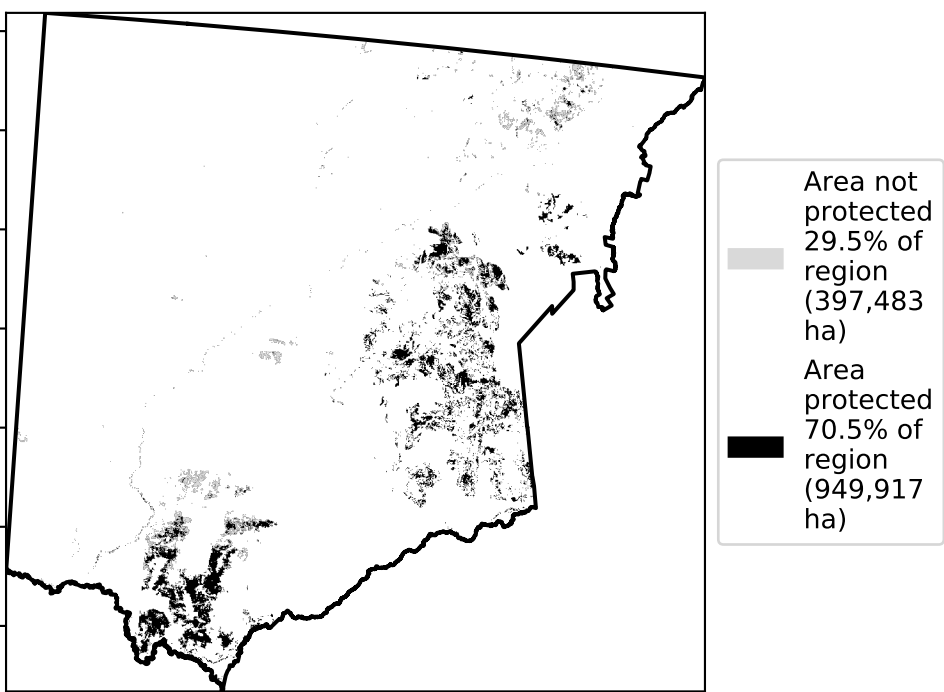 Area not
protected
29.5% of
region
(397,483
ha)
Area
protected
70.5% of
region
(949,917
ha)